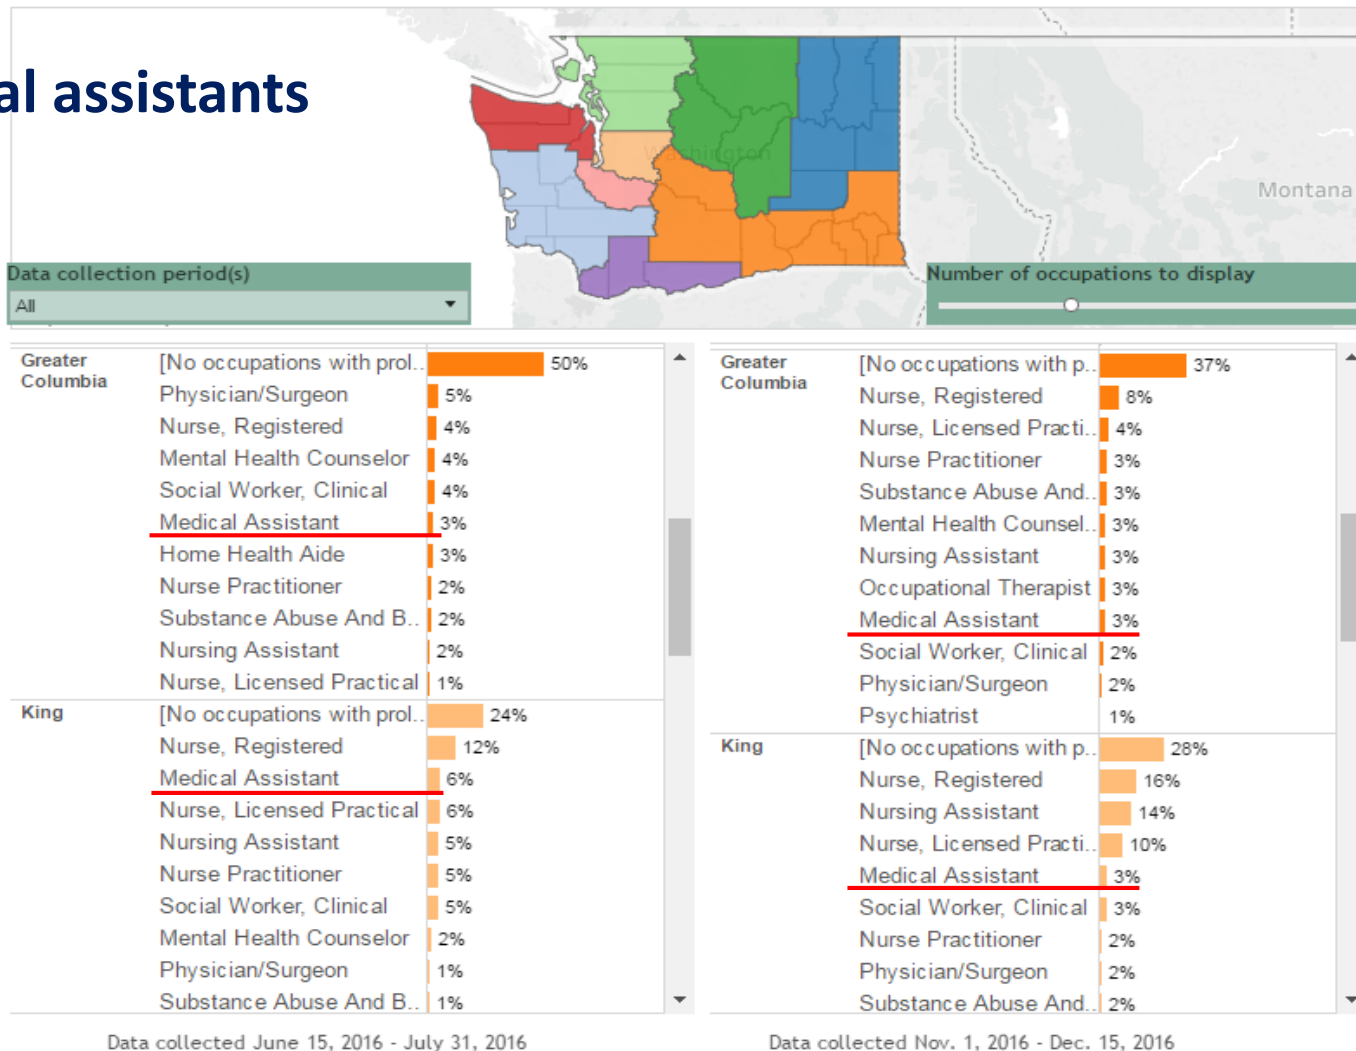 al assistants
Washington
Montana
Data collection period(s)
All
Number of occupations to display
Greater Columbia
[No occupations with prol.. 50%
Physician/Surgeon 5%
Nurse, Registered 4%
Mental Health Counselor 4%
Social Worker, Clinical 4%
Medical Assistant 3%
Home Health Aide 3%
Nurse Practitioner 2%
Substance Abuse And B.. 2%
Nursing Assistant 2%
Nurse, Licensed Practical 1%
King
[No occupations with prol.. 24%
Nurse, Registered 12%
Medical Assistant 6%
Nurse, Licensed Practical 6%
Nursing Assistant 5%
Nurse Practitioner 5%
Social Worker, Clinical 5%
Mental Health Counselor 2%
Physician/Surgeon 1%
Substance Abuse And B.. 1%
Data collected June 15, 2016 - July 31, 2016
Greater Columbia
[No occupations with p.. 37%
Nurse, Registered 8%
Nurse, Licensed Practi.. 4%
Nurse Practitioner 3%
Substance Abuse And.. 3%
Mental Health Counsel.. 3%
Nursing Assistant 3%
Occupational Therapist 3%
Medical Assistant 3%
Social Worker, Clinical 2%
Physician/Surgeon 2%
Psychiatrist 1%
King
[No occupations with p.. 28%
Nurse, Registered 16%
Nursing Assistant 14%
Nurse, Licensed Practi.. 10%
Medical Assistant 3%
Social Worker, Clinical 3%
Nurse Practitioner 2%
Physician/Surgeon 2%
Substance Abuse And.. 2%
Data collected Nov. 1, 2016 - Dec. 15, 2016